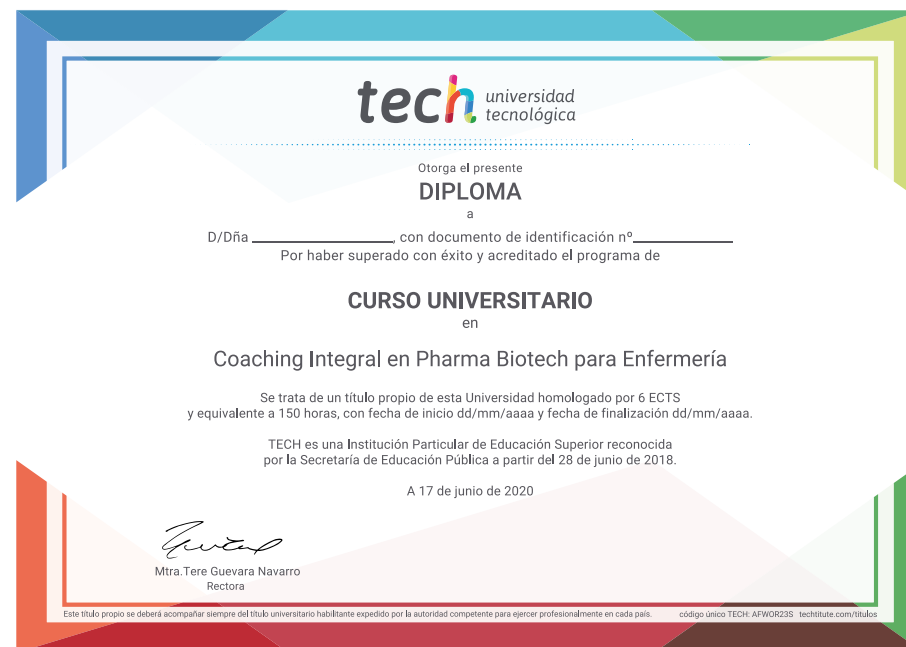 tech universidad
tecnológica
Otorga el presente
DIPLOMA
a
D/Dña ____________________, con documento de identificación nº______________
Por haber superado con éxito y acreditado el programa de
CURSO UNIVERSITARIO
en
Coaching Integral en Pharma Biotech para Enfermería
Se trata de un título propio de esta Universidad homologado por 6 ECTS
y equivalente a 150 horas, con fecha de inicio dd/mm/aaaa y fecha de finalización dd/mm/aaaa.
TECH es una Institución Particular de Educación Superior reconocida
por la Secretaría de Educación Pública a partir del 28 de junio de 2018.
A 17 de junio de 2020
Mtra.Tere Guevara Navarro
Rectora
Este título propio se deberá acompañar siempre del título universitario habilitante expedido por la autoridad competente para ejercer profesionalmente en cada país. código único TECH: AFWOR23S techtitute.com/títulos